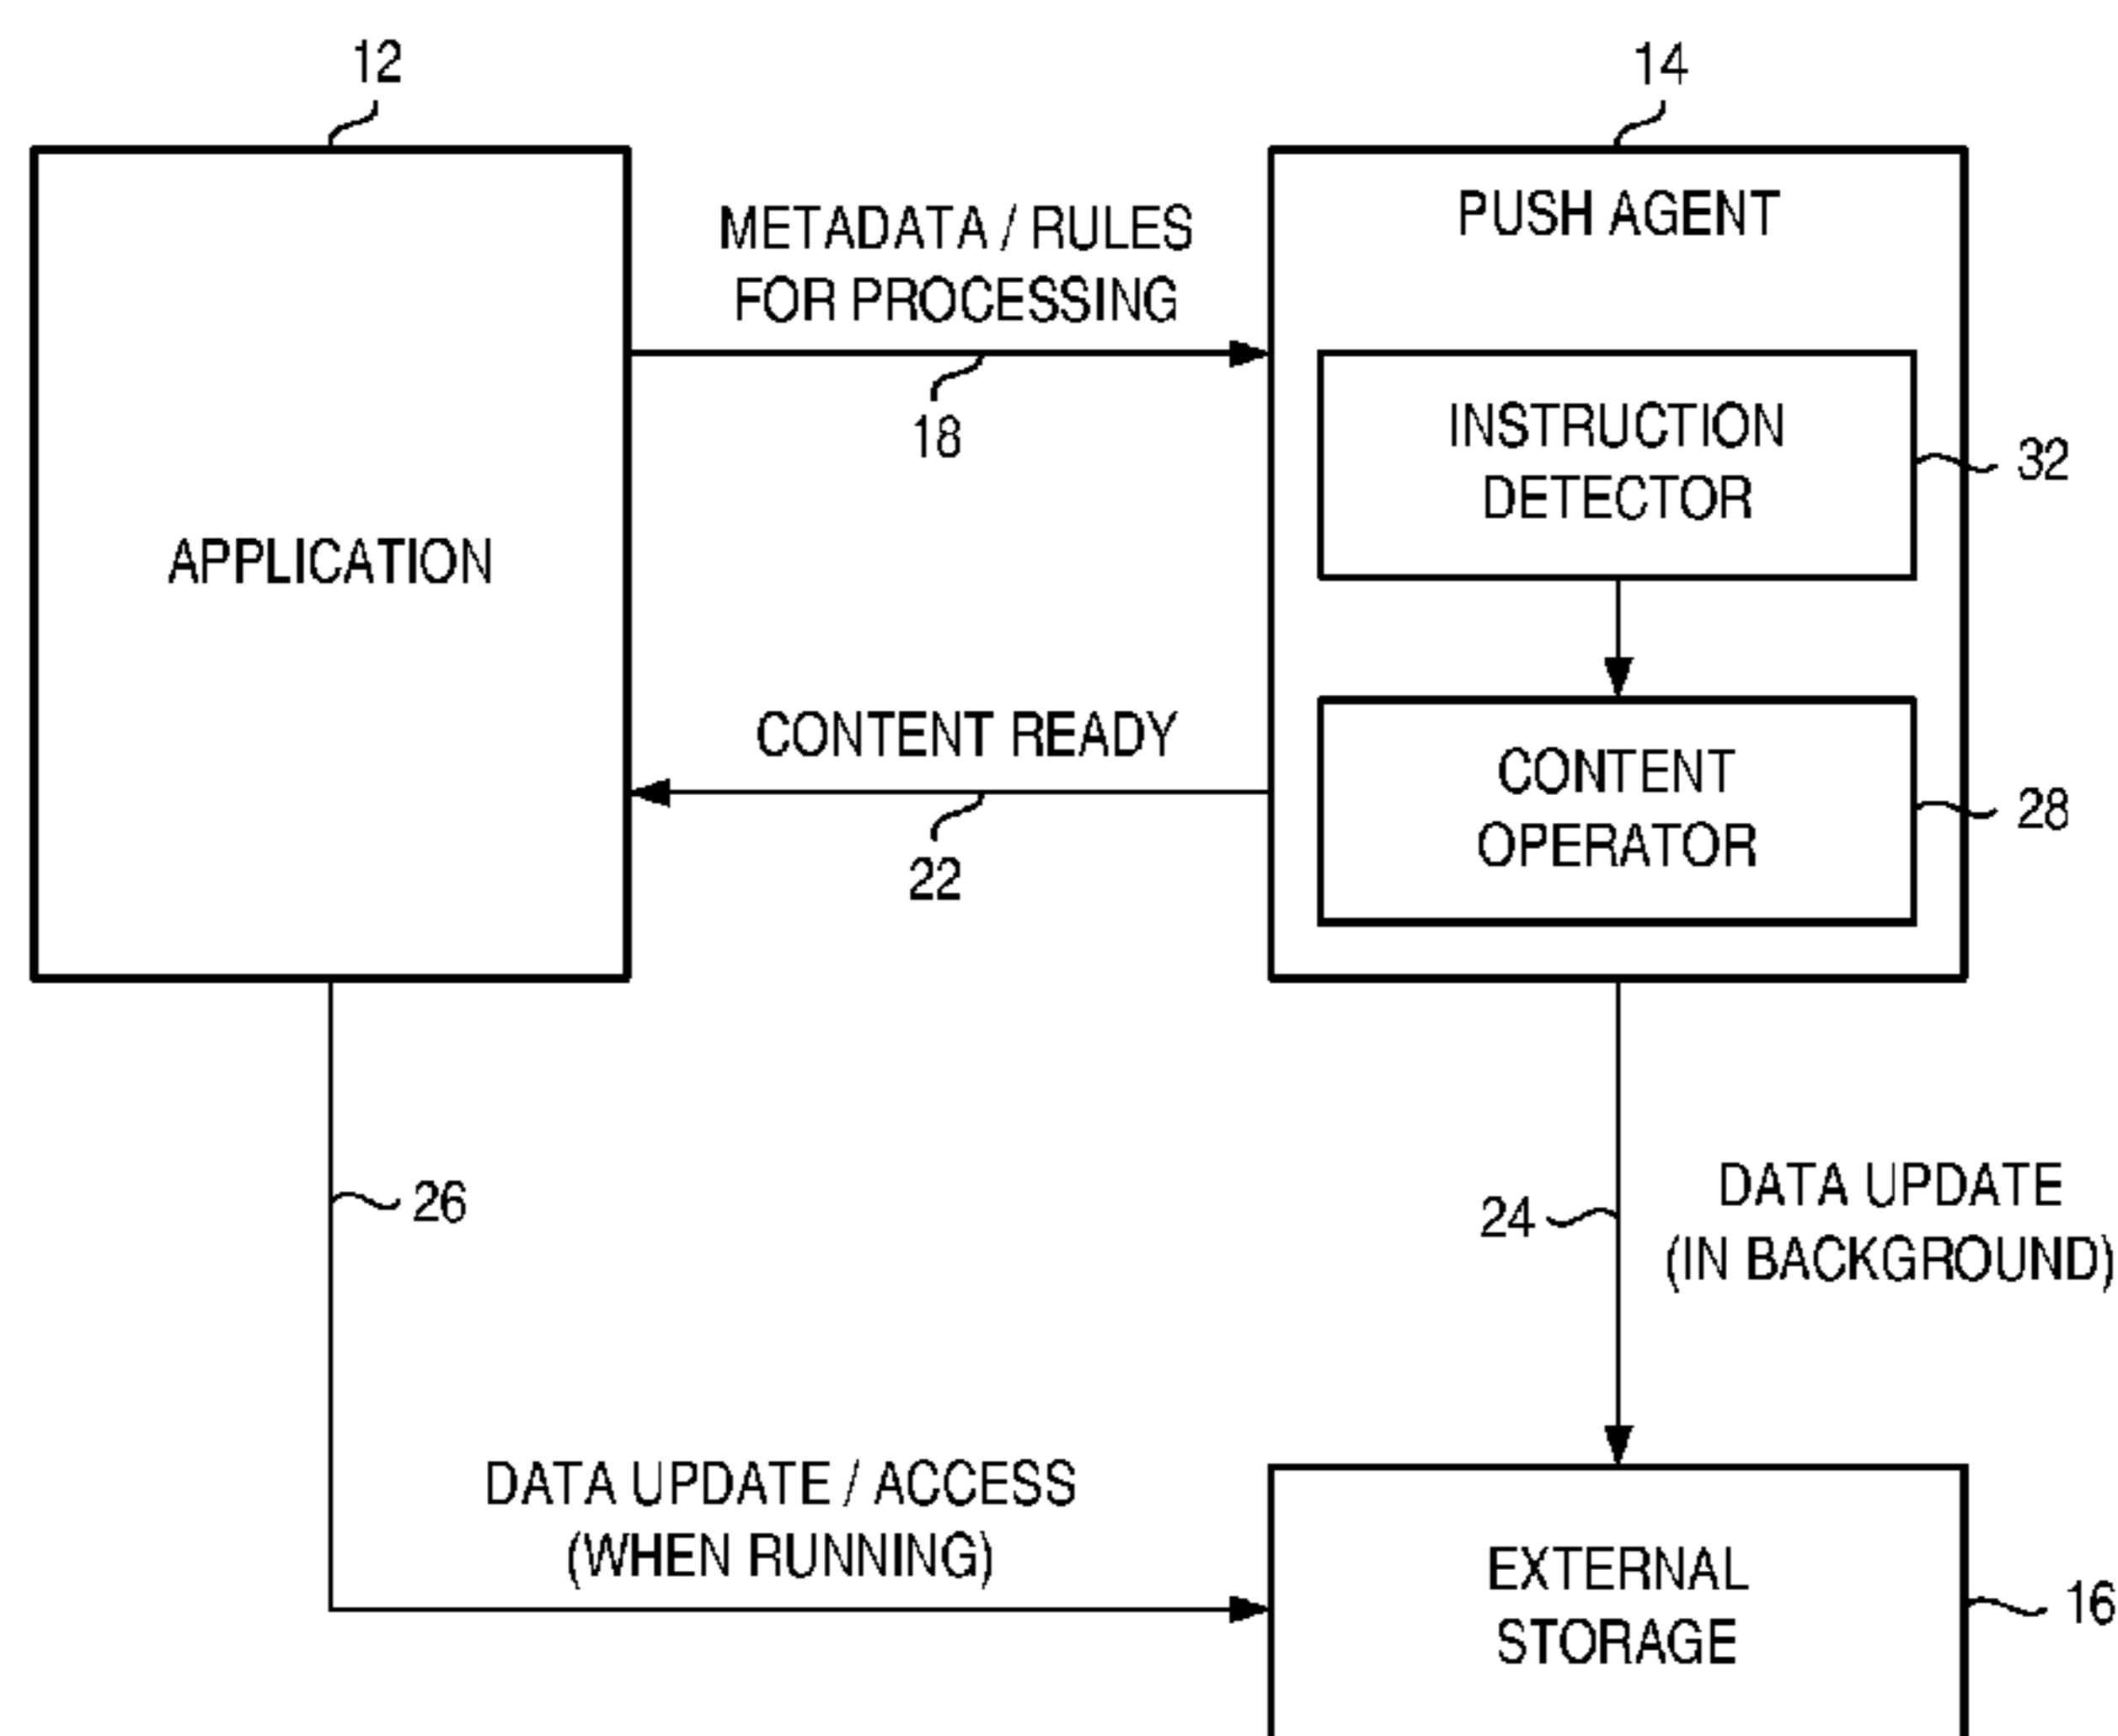 12
14
PUSH AGENT
METADATA / RULES
FOR PROCESSING
18
INSTRUCTION
DETECTOR
32
APPLICATION
CONTENT READY
22
CONTENT
OPERATOR
28
26
24
DATA UPDATE
(IN BACKGROUND)
DATA UPDATE / ACCESS
(WHEN RUNNING)
EXTERNAL
STORAGE
16